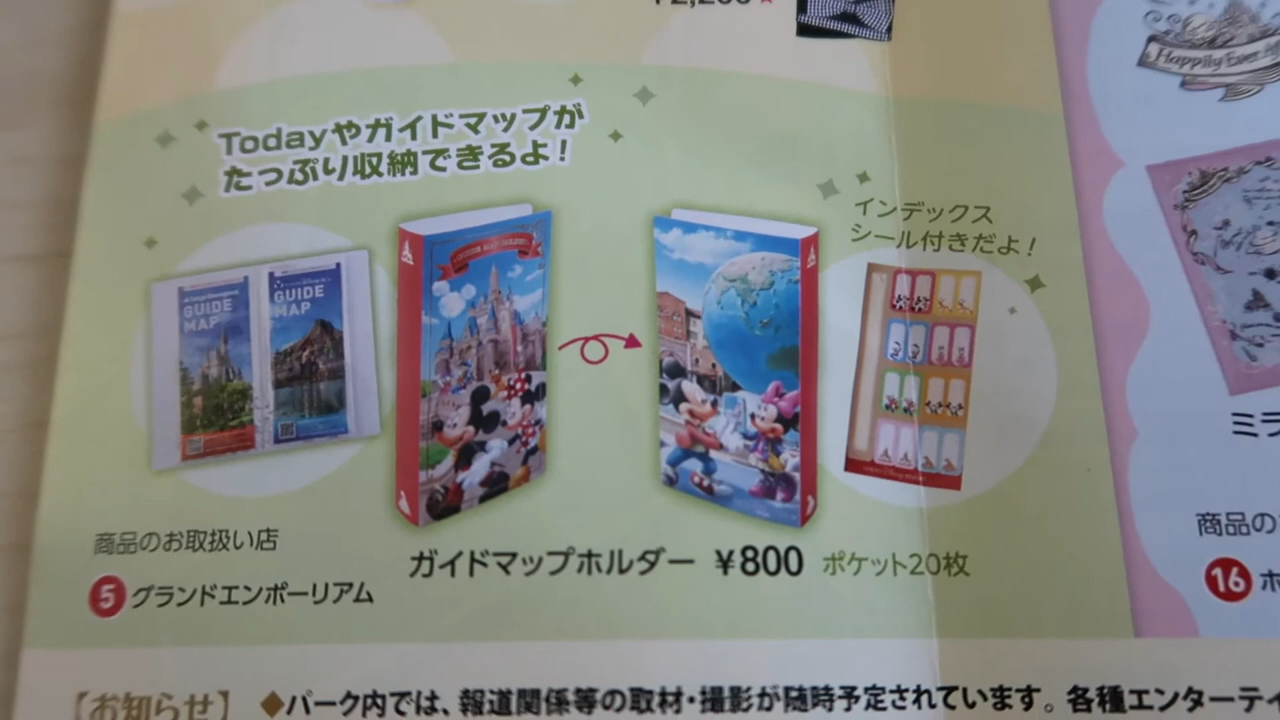 Happily Ever
Todayやガイドマップが
たっぷり収納できるよ!
インデックス
シール付きだよ!
GUIDE
MAP
GUIDE
MAP
商品のお取扱い店
5 グランドエンポーリアム
ガイドマップホルダー ¥800 ポケット20枚
ミラ
商品の
16 ホ
【お知らせ】 ◆パーク内では、報道関係等の取材・撮影が随時予定されています。各種エンターテイ